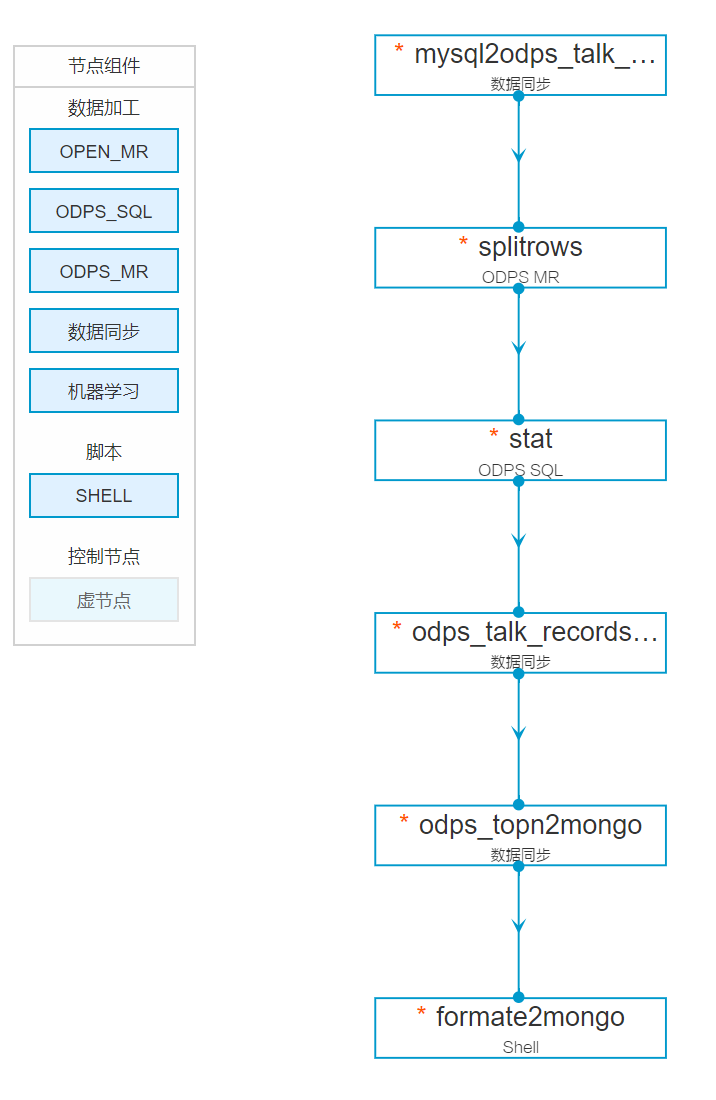 节点组件
数据加工
OPEN_MR
ODPS_SQL
ODPS_MR
数据同步
机器学习
脚本
SHELL
控制节点
虚节点
* mysql2odps_talk_...
数据同步
* splitrows
ODPS MR
* stat
ODPS SQL
* odps_talk_records...
数据同步
* odps_topn2mongo
数据同步
* formate2mongo
Shell